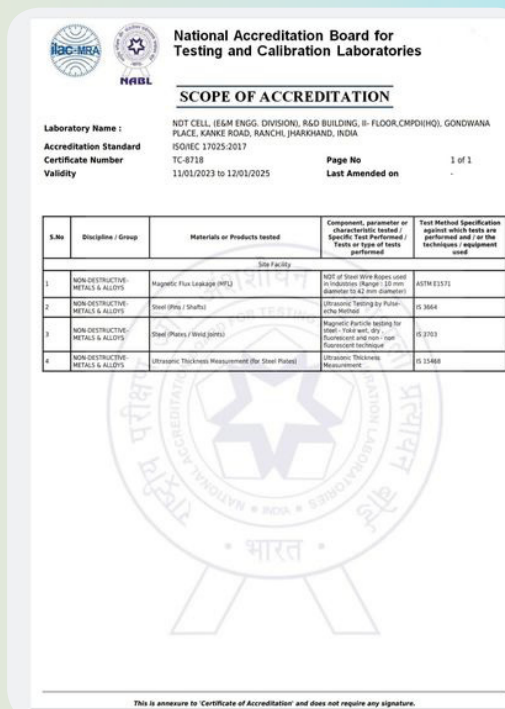 ilac-MRA
NABL
National Accreditation Board for
Testing and Calibration Laboratories
SCOPE OF ACCREDITATION
Laboratory Name :
NDT CELL, (E&M ENGG. DIVISION), R&D BUILDING, II- FLOOR,CMPDI(HQ), GONDWANA
PLACE, KANKE ROAD, RANCHI, JHARKHAND, INDIA
Accreditation Standard ISO/IEC 17025:2017
Certificate Number TC-8718 Page No 1 of 1
Validity 11/01/2023 to 12/01/2025 Last Amended on -
S.No
Discipline / Group
Materials or Products tested
Component, parameter or
characteristic tested /
Specific Test Performed /
Tests or type of tests
performed
Test Method Specification
against which tests are
performed and / or the
techniques / equipment
used
Site Facility
1
NON-DESTRUCTIVE-
METALS & ALLOYS
Magnetic Flux Leakage (MFL)
NDT of Steel Wire Ropes used
in Industries (Range : 10 mm
diameter to 42 mm diameter)
ASTM E1571
2
NON-DESTRUCTIVE-
METALS & ALLOYS
Steel (Pins / Shafts)
Ultrasonic Testing by Pulse-
echo Method
IS 3664
3
NON-DESTRUCTIVE-
METALS & ALLOYS
Steel (Plates / Weld Joints)
Magnetic Particle testing for
steel - Yoke wet, dry ,
fluorescent and non - non
fluorescent technique
IS 3703
4
NON-DESTRUCTIVE-
METALS & ALLOYS
Ultrasonic Thickness Measurement (for Steel Plates)
Ultrasonic Thickness
Measurement
IS 15468
NATIONAL ACCREDITATION BOARD FOR TESTING
INDIA
भारत
This is annexure to 'Certificate of Accreditation' and does not require any signature.